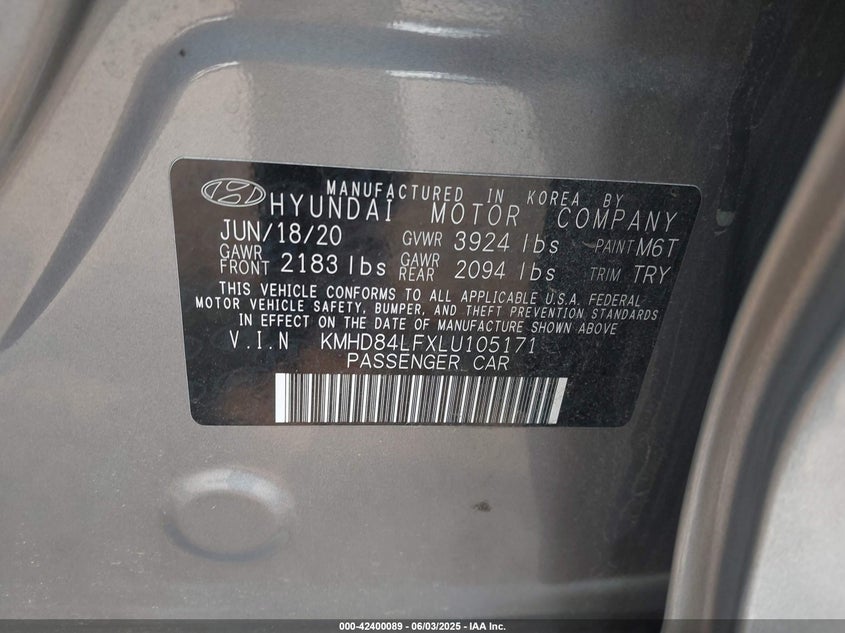 MANUFACTURED IN KOREA BY
HYUNDAI MOTOR COMPANY
JUN/18/20 GVWR 3924 lbs PAINT M6T
GAWR FRONT 2183 lbs GAWR REAR 2094 lbs TRIM TRY
THIS VEHICLE CONFORMS TO ALL APPLICABLE U.S.A. FEDERAL
MOTOR VEHICLE SAFETY, BUMPER, AND THEFT PREVENTION STANDARDS
IN EFFECT ON THE DATE OF MANUFACTURE SHOWN ABOVE
V.I.N KMHD84LFXLU105171
PASSENGER CAR
000-42400089 - 06/03/2025 - IAA Inc.